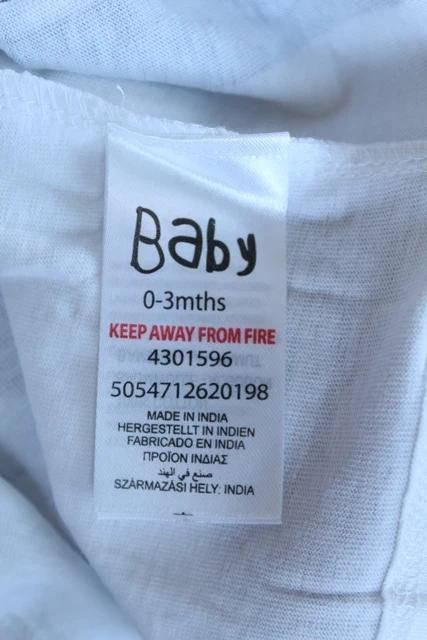 Baby
0-3mths
KEEP AWAY FROM FIRE
4301596
5054712620198
MADE IN INDIA
HERGESTELLT IN INDIEN
FABRICADO EN INDIA
ΠΡΟΪΟΝ ΙΝΔΙΑΣ
صنع في الهند
SZÁRMAZÁSI HELY: INDIA